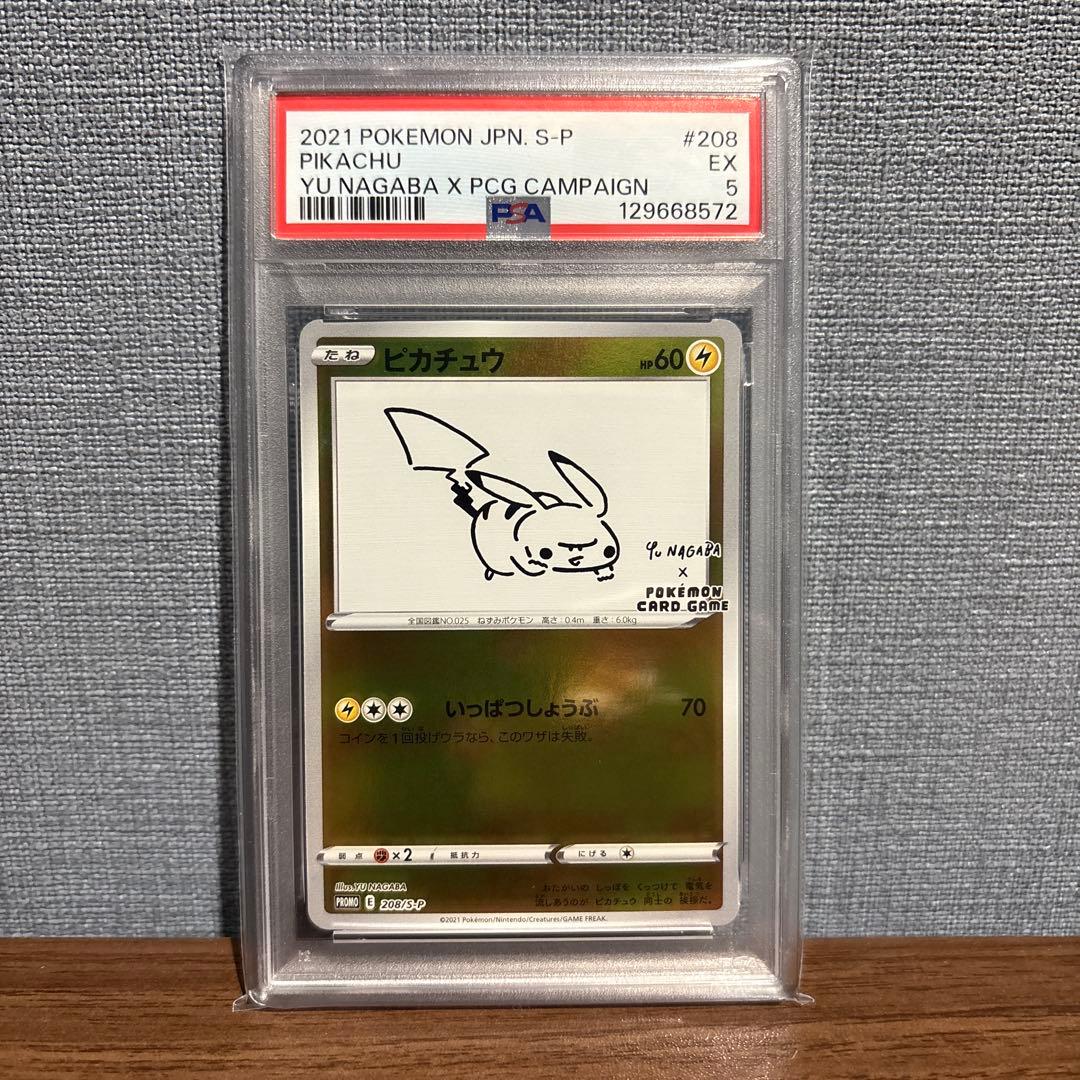 2021 POKEMON JPN. S-P #208
PIKACHU EX
YU NAGABA X PCG CAMPAIGN 5
PSA 129668572
たね ピカチュウ HP60
YU NAGABA
×
POKÉMON
CARD GAME
全国図鑑NO.025 ねずみポケモン 高さ:0.4m 重さ:6.0kg
いっぱつしょうぶ 70
コインを1回投げウラなら、このワザは失敗。
弱点 ×2 抵抗力 にげる
Illus.YU NAGABA
PROMO E 208/S-P
おたがいの しっぽを くっつけて 電気を
流しあうのが ピカチュウ 同士の 挨拶だ。
©2021 Pokémon/Nintendo/Creatures/GAME FREAK.